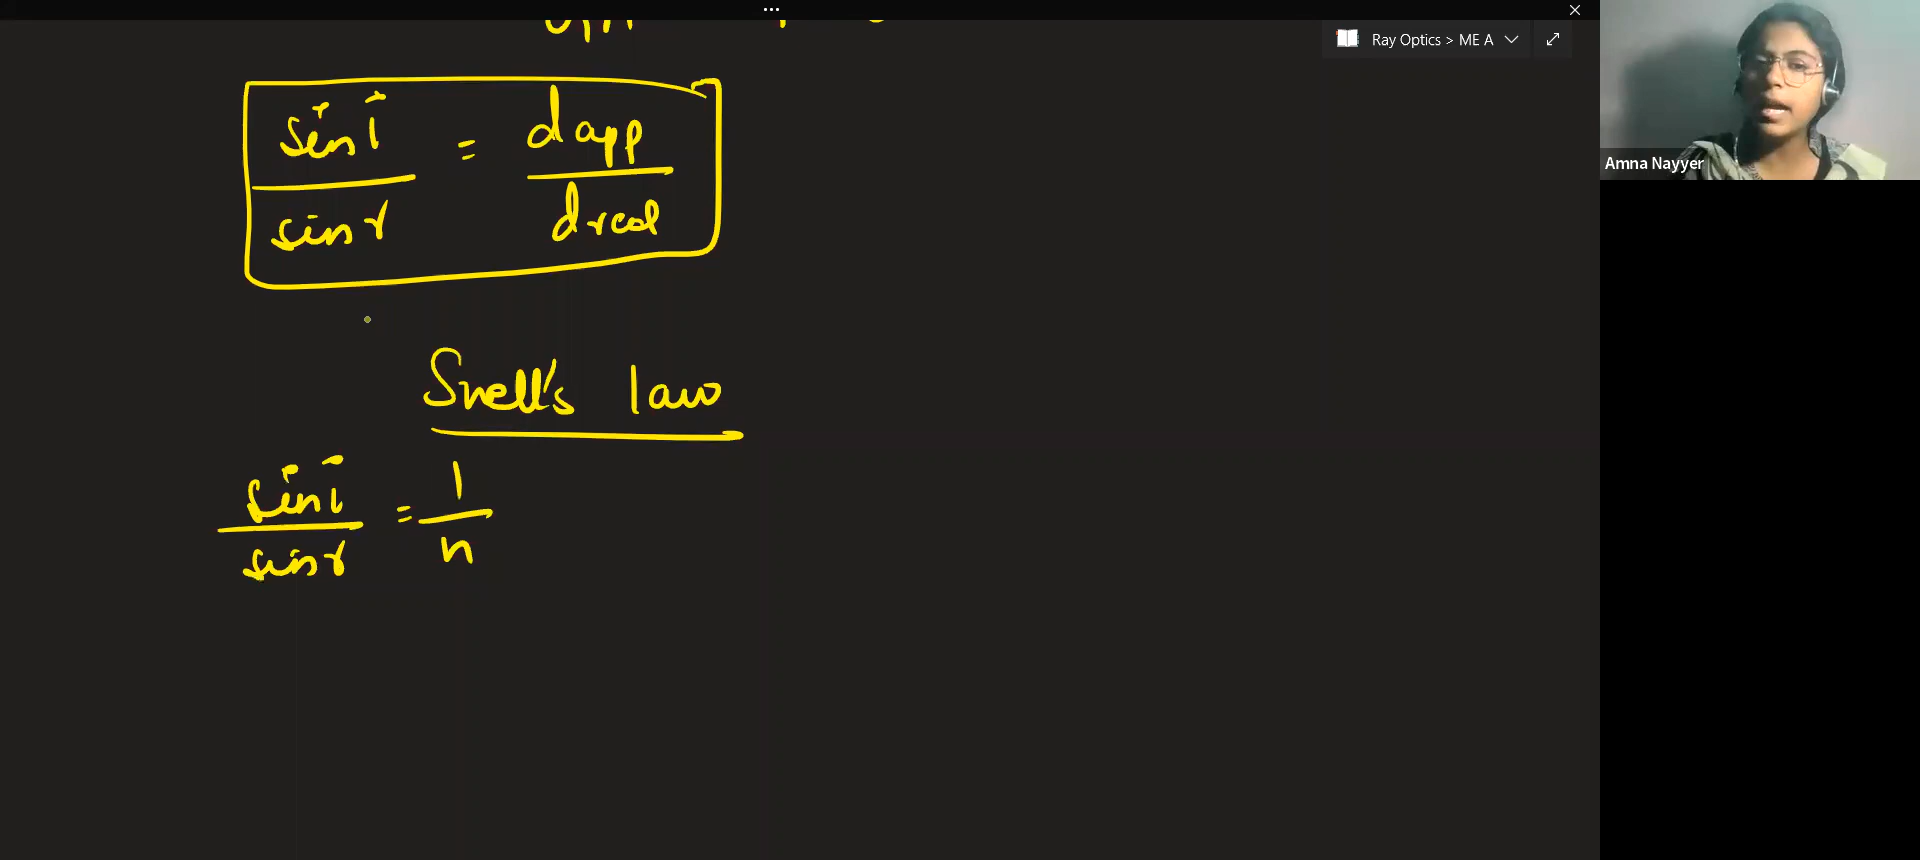 Ray Optics > ME A
sin i / sin r = d app / d real
Snell's law
sin i / sin r = 1 / n
Amna Nayyer